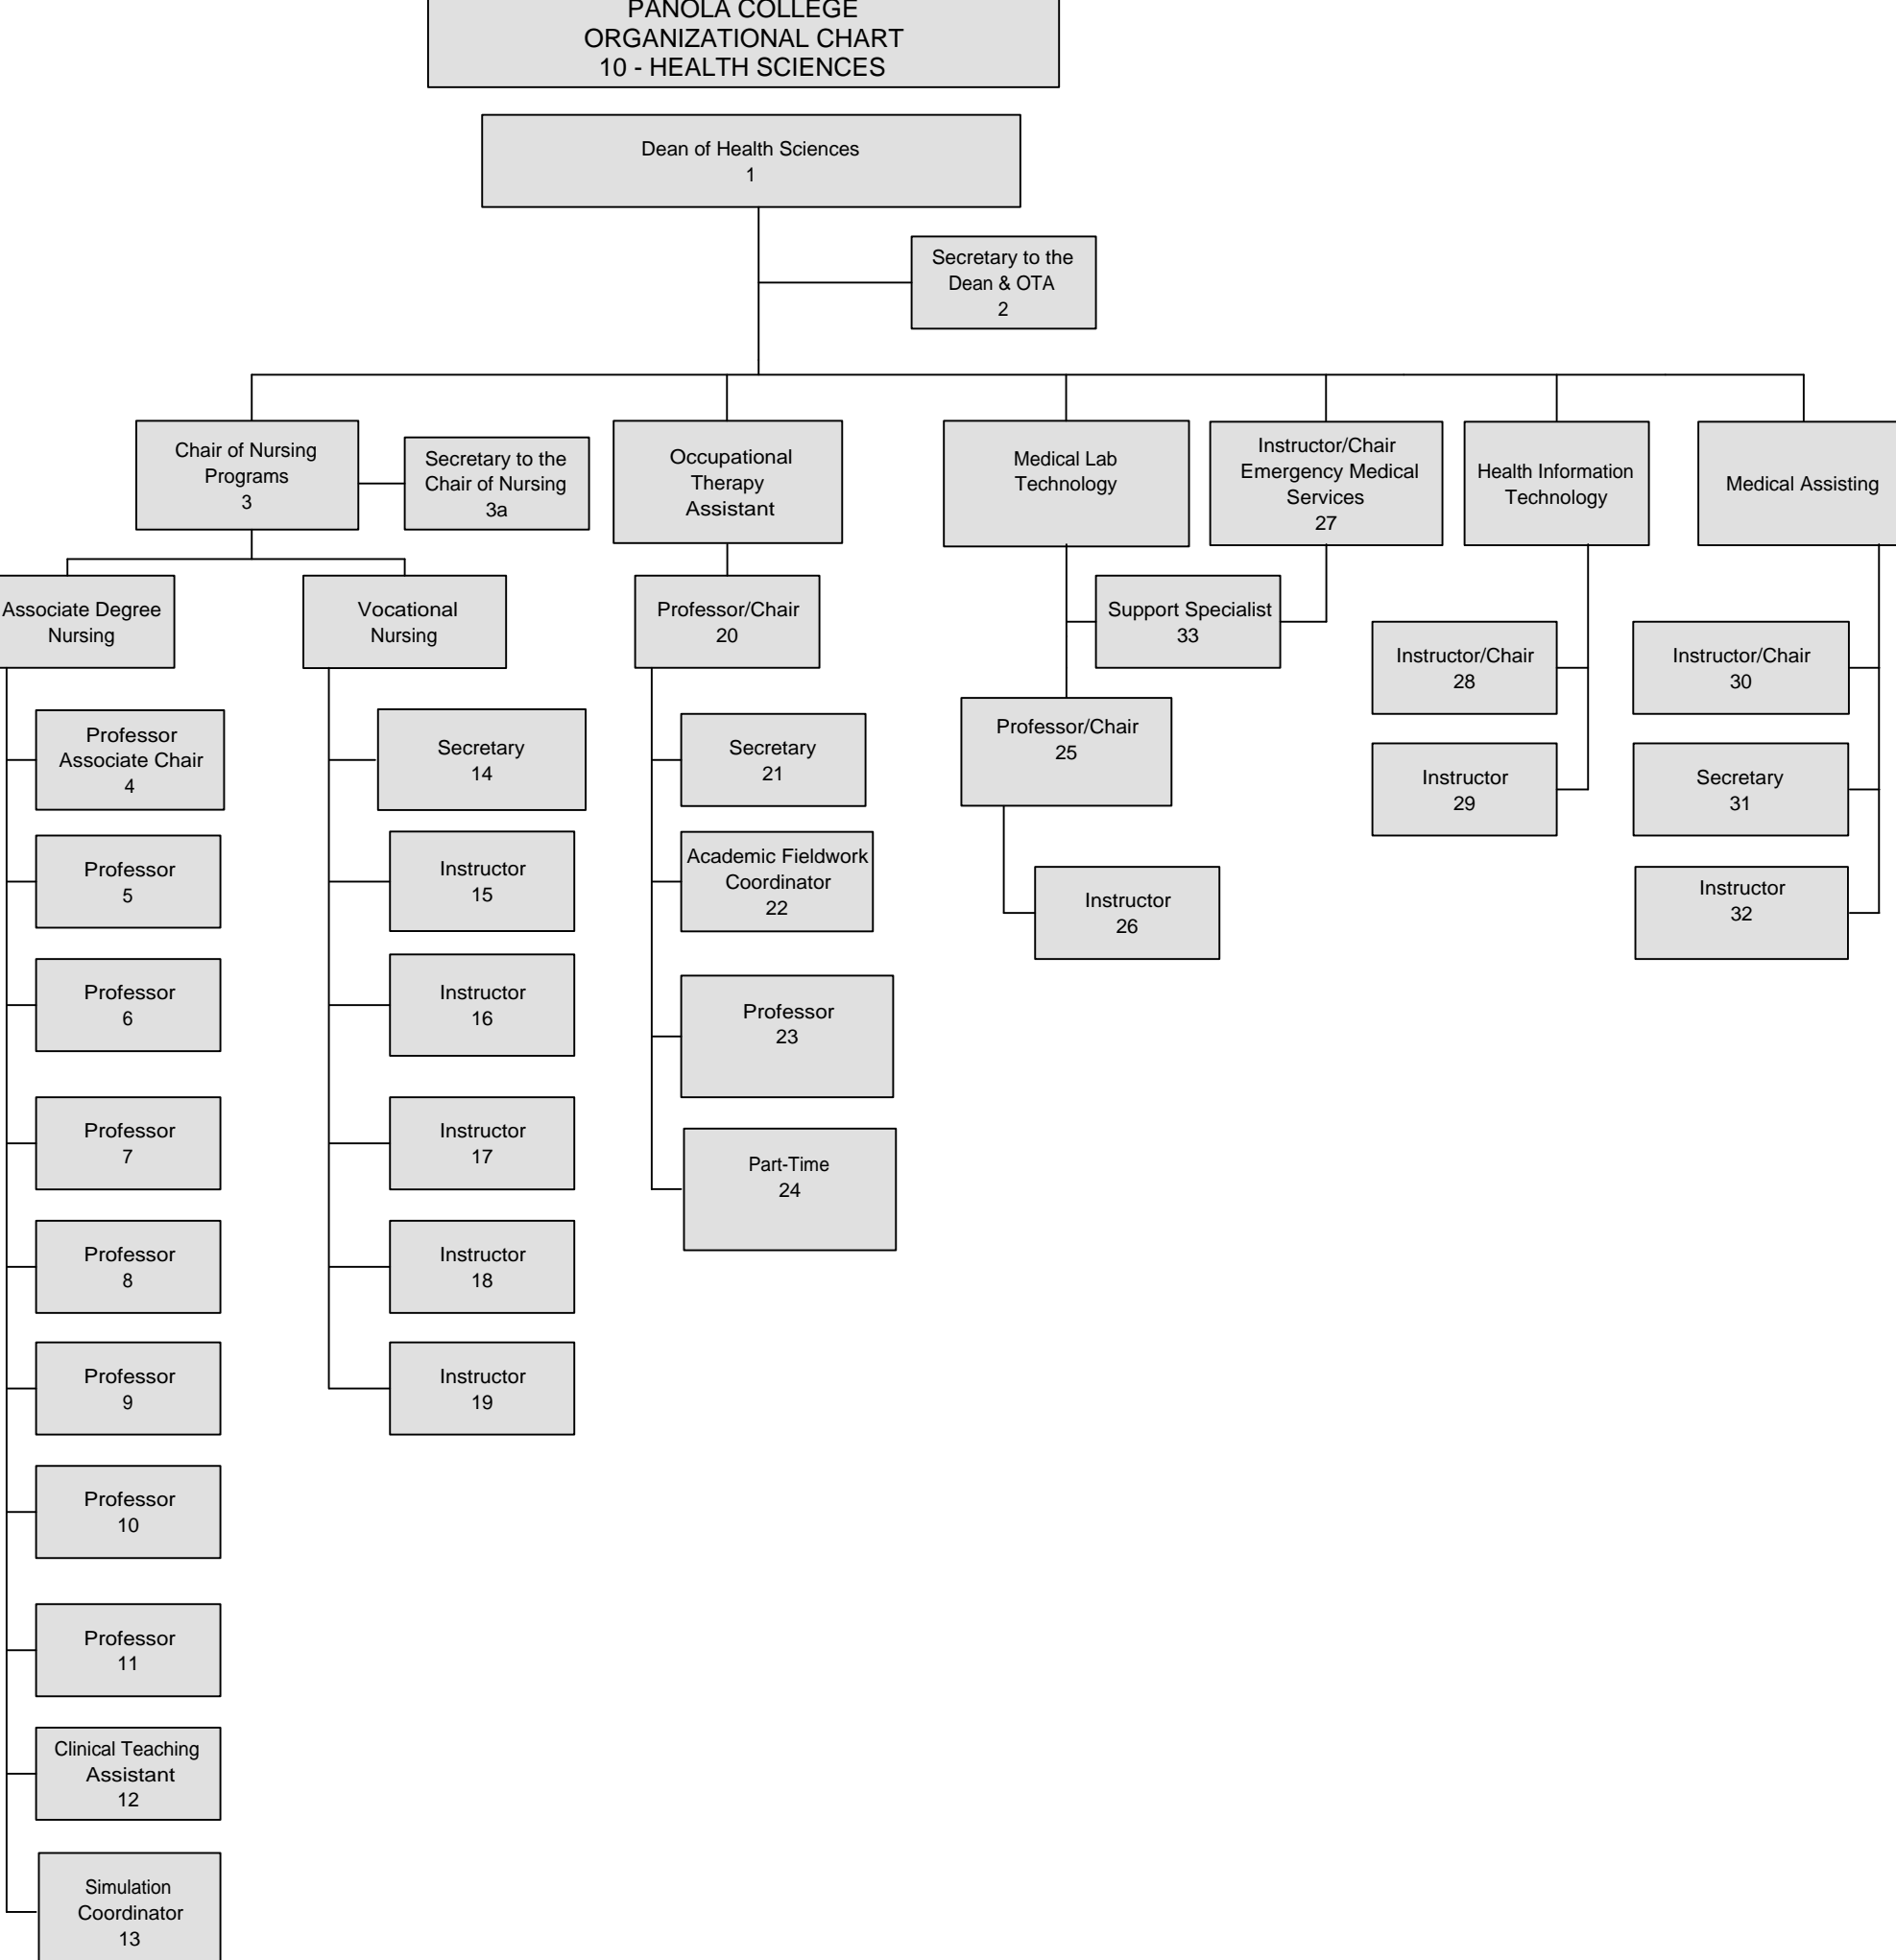 PANOLA COLLEGE
ORGANIZATIONAL CHART
10 - HEALTH SCIENCES
Dean of Health Sciences
1
Secretary to the
Dean & OTA
2
Chair of Nursing
Programs
3
Secretary to the
Chair of Nursing
3a
Occupational
Therapy
Assistant
Medical Lab
Technology
Instructor/Chair
Emergency Medical
Services
27
Health Information
Technology
Medical Assisting
Associate Degree
Nursing
Vocational
Nursing
Professor/Chair
20
Support Specialist
33
Instructor/Chair
28
Instructor/Chair
30
Professor
Associate Chair
4
Secretary
14
Secretary
21
Professor/Chair
25
Instructor
29
Secretary
31
Professor
5
Instructor
15
Academic Fieldwork
Coordinator
22
Instructor
26
Instructor
32
Professor
6
Instructor
16
Professor
23
Professor
7
Instructor
17
Part-Time
24
Professor
8
Instructor
18
Professor
9
Instructor
19
Professor
10
Professor
11
Clinical Teaching
Assistant
12
Simulation
Coordinator
13